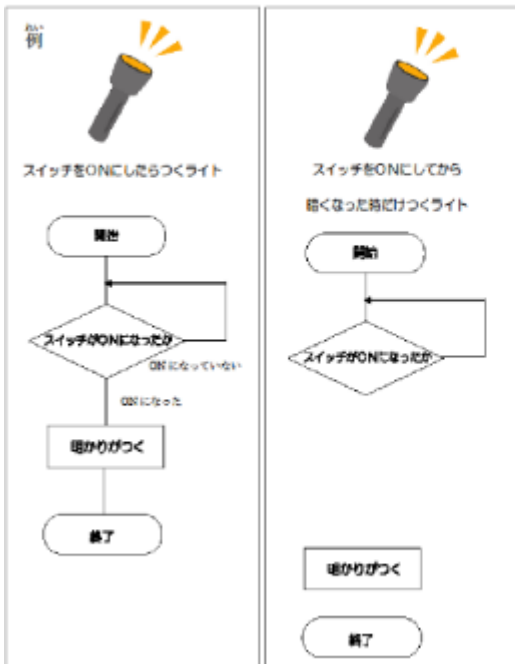 れい
例
スイッチをONにしたらつくライト
開始
スイッチがONになったか
ONになっていない
ONになった
明かりがつく
終了
スイッチをONにしてから
暗くなった時だけつくライト
開始
スイッチがONになったか
明かりがつく
終了